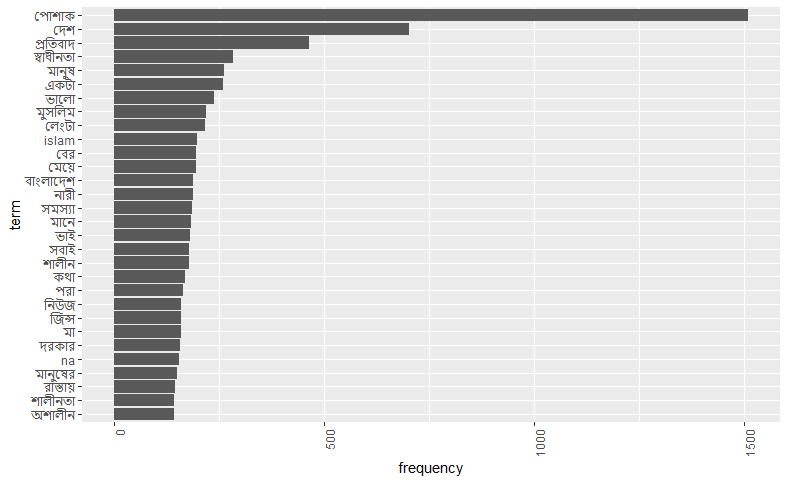 পোশাক
দেশ
প্রতিবাদ
স্বাধীনতা
মানুষ
একটা
ভালো
মুসলিম
লেংটা
islam
বের
মেয়ে
বাংলাদেশ
নারী
সমস্যা
মানে
ভাই
সবাই
শালীন
কথা
পরা
নিউজ
জিন্স
মা
দরকার
na
মানুষের
রাস্তায়
শালীনতা
অশালীন
term
0
500
1000
1500
frequency